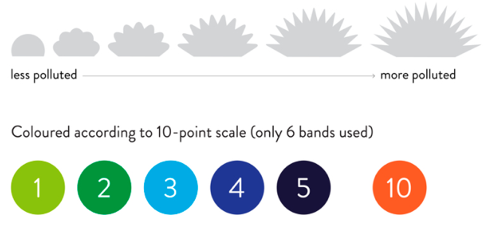 less polluted more polluted
Coloured according to 10-point scale (only 6 bands used)
1 2 3 4 5 10